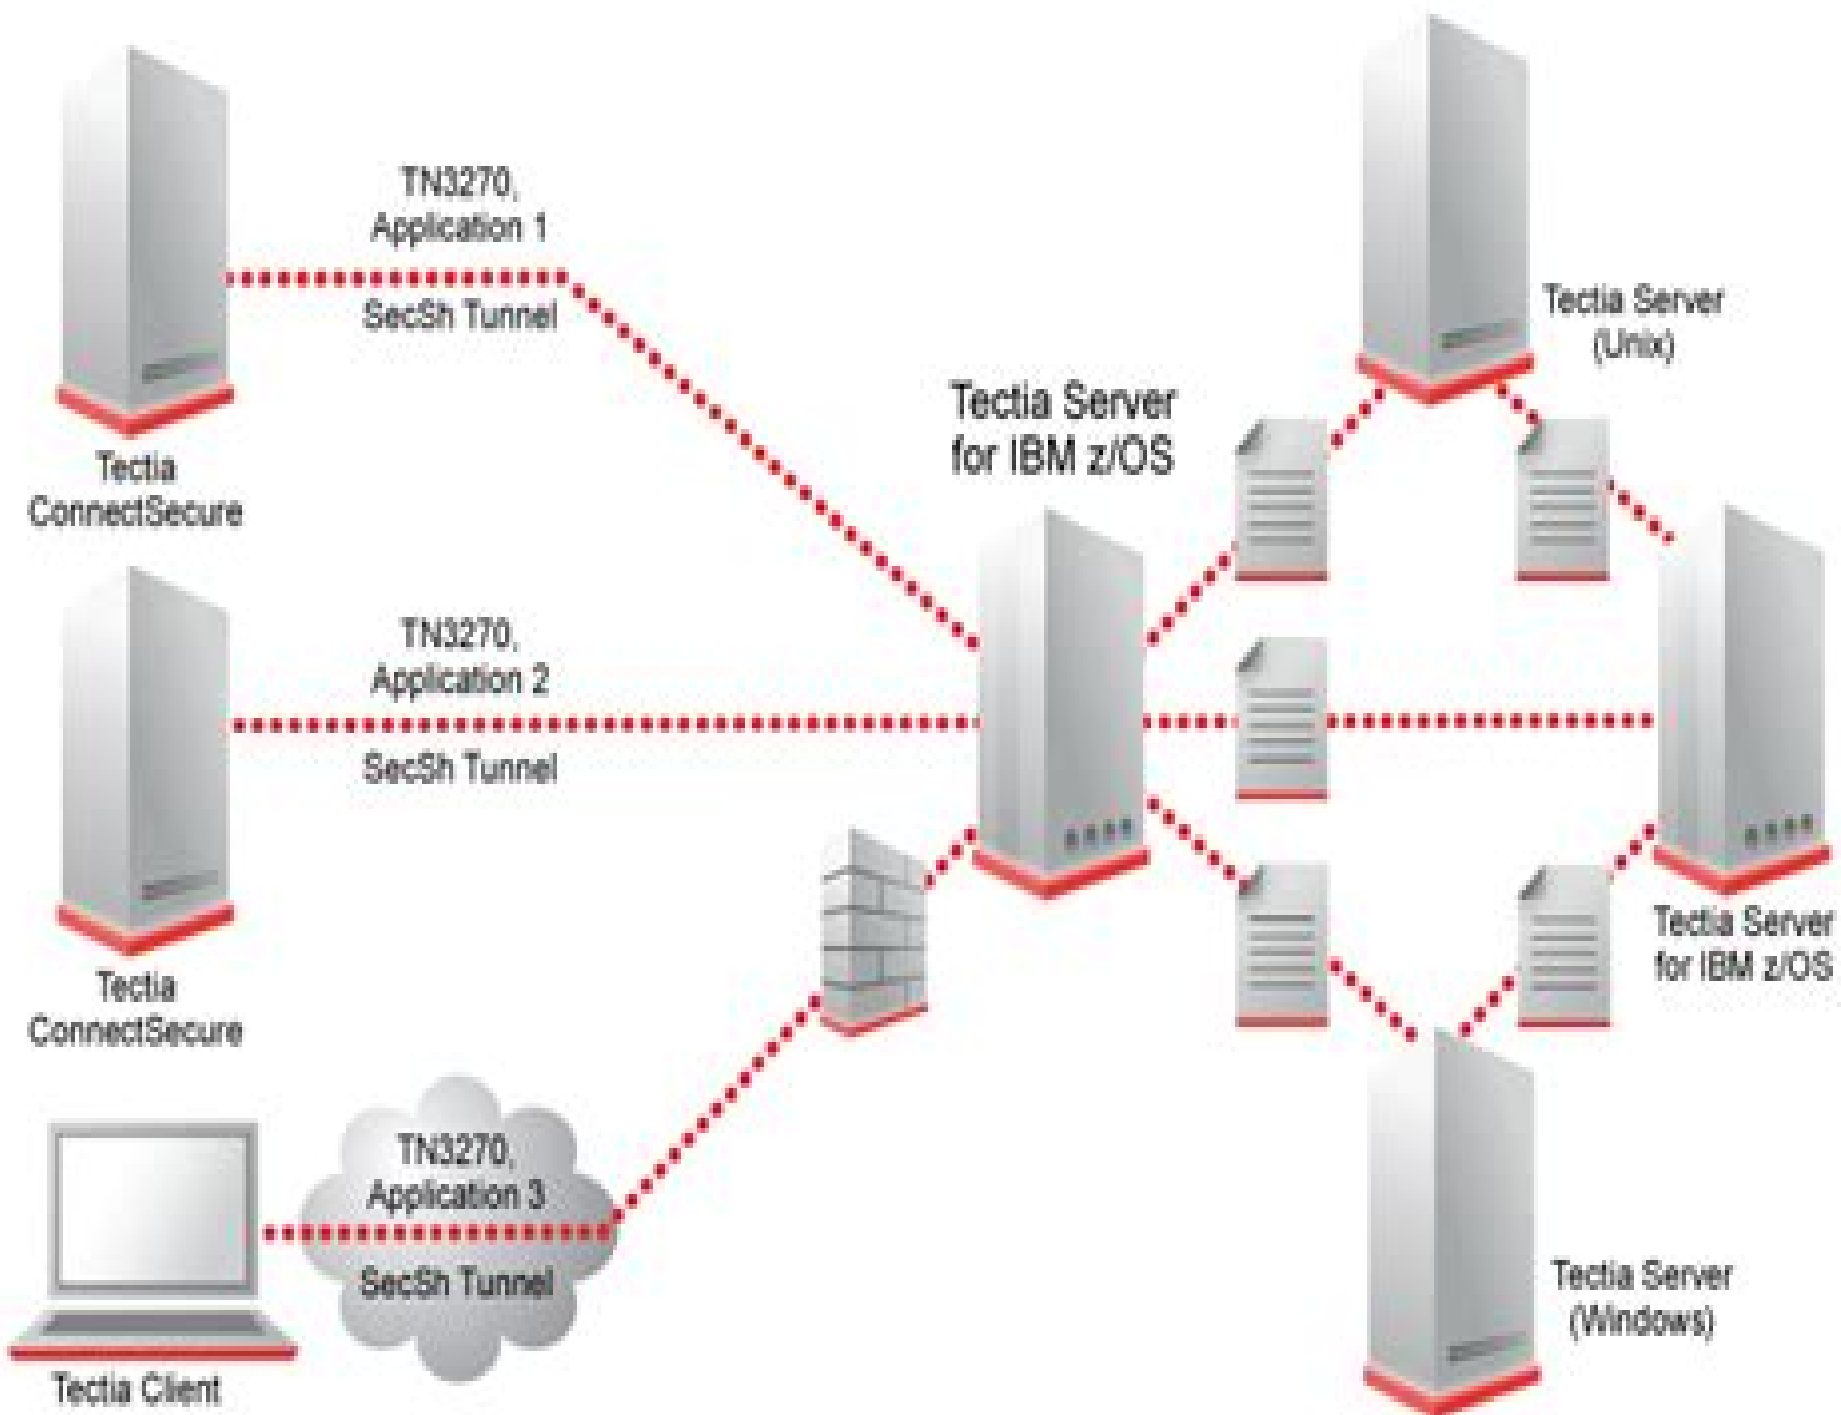 TN3270,
Application 1
SecSh Tunnel
Tectia
ConnectSecure
Tectia Server
(Unix)
Tectia Server
for IBM z/OS
TN3270,
Application 2
SecSh Tunnel
Tectia
ConnectSecure
Tectia Server
for IBM z/OS
TN3270,
Application 3
SecSh Tunnel
Tectia Client
Tectia Server
(Windows)